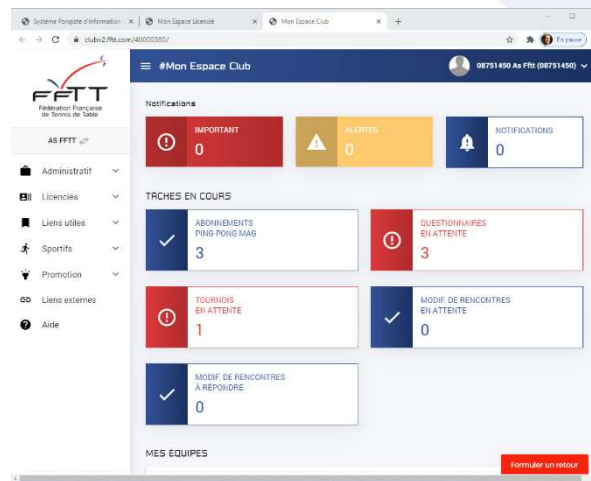 Système Pongiste d'Information
Mon Espace Licencié
Mon Espace Club
clubv2.fftt.com/40000380/
En pause
FFTT
Fédération Française
de Tennis de Table
#Mon Espace Club
08751450 As Fftt (08751450)
AS FFTT
Administratif
Licenciés
Liens utiles
Sportifs
Promotion
Liens externes
Aide
Notifications
IMPORTANT
0
ALERTES
0
NOTIFICATIONS
0
TÂCHES EN COURS
ABONNEMENTS
PING PONG MAG
3
QUESTIONNAIRES
EN ATTENTE
3
TOURNOIS
EN ATTENTE
1
MODIF. DE RENCONTRES
EN ATTENTE
0
MODIF. DE RENCONTRES
À RÉPONDRE
0
MES ÉQUIPES
Formuler un retour